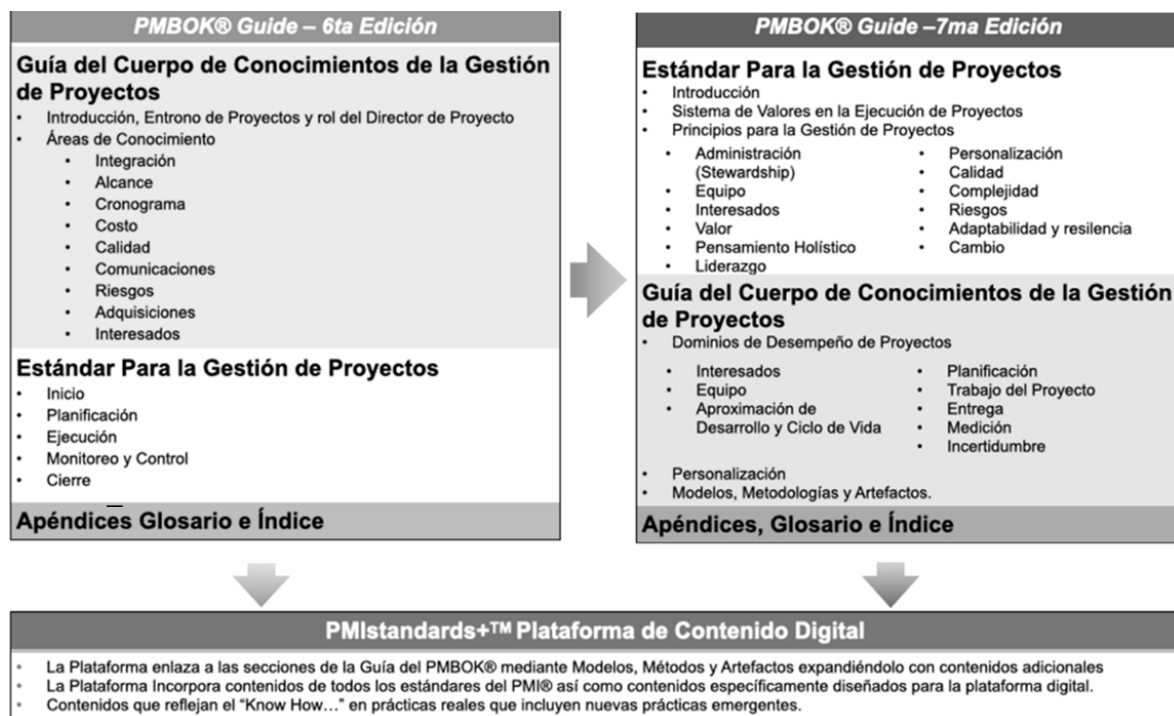 PMBOK® Guide – 6ta Edición
Guía del Cuerpo de Conocimientos de la Gestión
de Proyectos
• Introducción, Entrono de Proyectos y rol del Director de Proyecto
• Áreas de Conocimiento
• Integración
• Alcance
• Cronograma
• Costo
• Calidad
• Comunicaciones
• Riesgos
• Adquisiciones
• Interesados
Estándar Para la Gestión de Proyectos
• Inicio
• Planificación
• Ejecución
• Monitoreo y Control
• Cierre
Apéndices Glosario e Índice
PMBOK® Guide –7ma Edición
Estándar Para la Gestión de Proyectos
• Introducción
• Sistema de Valores en la Ejecución de Proyectos
• Principios para la Gestión de Proyectos
• Administración
(Stewardship)
• Equipo
• Interesados
• Valor
• Pensamiento Holístico
• Liderazgo
• Personalización
• Calidad
• Complejidad
• Riesgos
• Adaptabilidad y resilencia
• Cambio
Guía del Cuerpo de Conocimientos de la Gestión
de Proyectos
• Dominios de Desempeño de Proyectos
• Interesados
• Equipo
• Aproximación de
Desarrollo y Ciclo de Vida
• Planificación
• Trabajo del Proyecto
• Entrega
• Medición
• Incertidumbre
• Personalización
• Modelos, Metodologías y Artefactos.
Apéndices, Glosario e Índice
PMIstandards+™ Plataforma de Contenido Digital
• La Plataforma enlaza a las secciones de la Guía del PMBOK® mediante Modelos, Métodos y Artefactos expandiéndolo con contenidos adicionales
• La Plataforma Incorpora contenidos de todos los estándares del PMI® así como contenidos específicamente diseñados para la plataforma digital.
• Contenidos que reflejan el “Know How…” en prácticas reales que incluyen nuevas prácticas emergentes.